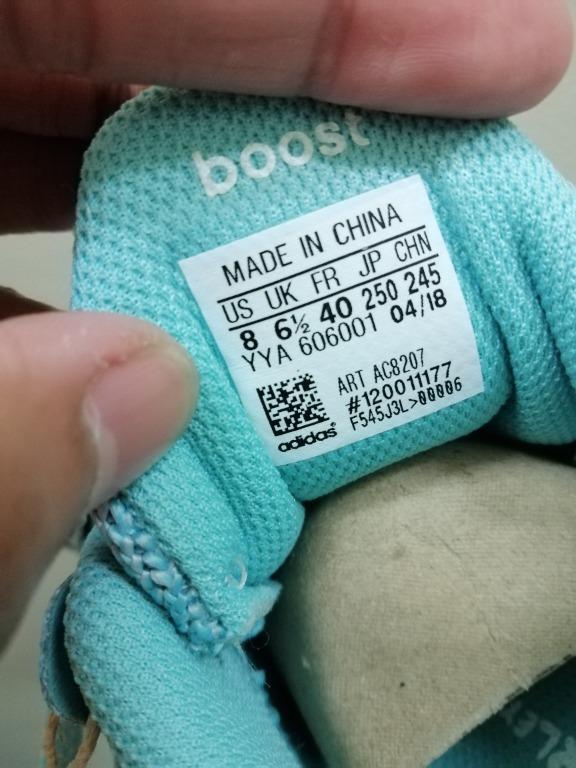 boost
MADE IN CHINA
US UK FR JP CHN
8 6½ 40 250 245
YYA 606001 04/18
ART AC8207
#120011177
F545J3L>00006
adidas